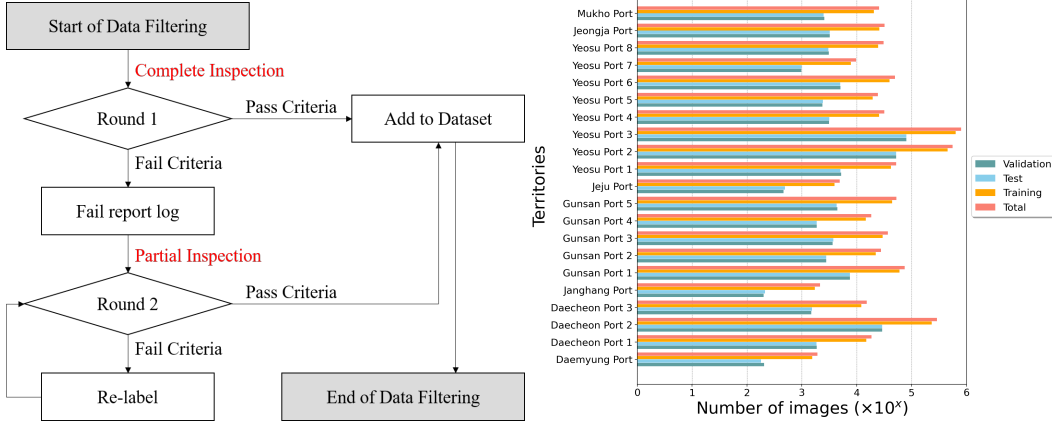 Start of Data Filtering
Complete Inspection
Round 1
Pass Criteria
Add to Dataset
Fail Criteria
Fail report log
Partial Inspection
Round 2
Pass Criteria
Fail Criteria
Re-label
End of Data Filtering
Territories
Mukho Port
Jeongja Port
Yeosu Port 8
Yeosu Port 7
Yeosu Port 6
Yeosu Port 5
Yeosu Port 4
Yeosu Port 3
Yeosu Port 2
Yeosu Port 1
Jeju Port
Gunsan Port 5
Gunsan Port 4
Gunsan Port 3
Gunsan Port 2
Gunsan Port 1
Janghang Port
Daecheon Port 3
Daecheon Port 2
Daecheon Port 1
Daemyung Port
0 1 2 3 4 5 6
Number of images (×10ˣ)
Validation
Test
Training
Total